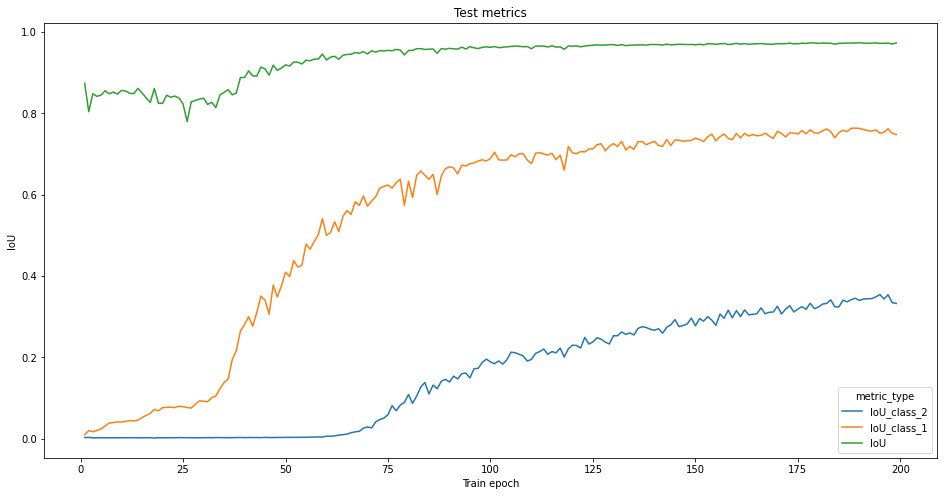 Test metrics
IoU
1.0
0.8
0.6
0.4
0.2
0.0
0
25
50
75
100
125
150
175
200
Train epoch
metric_type
IoU_class_2
IoU_class_1
IoU